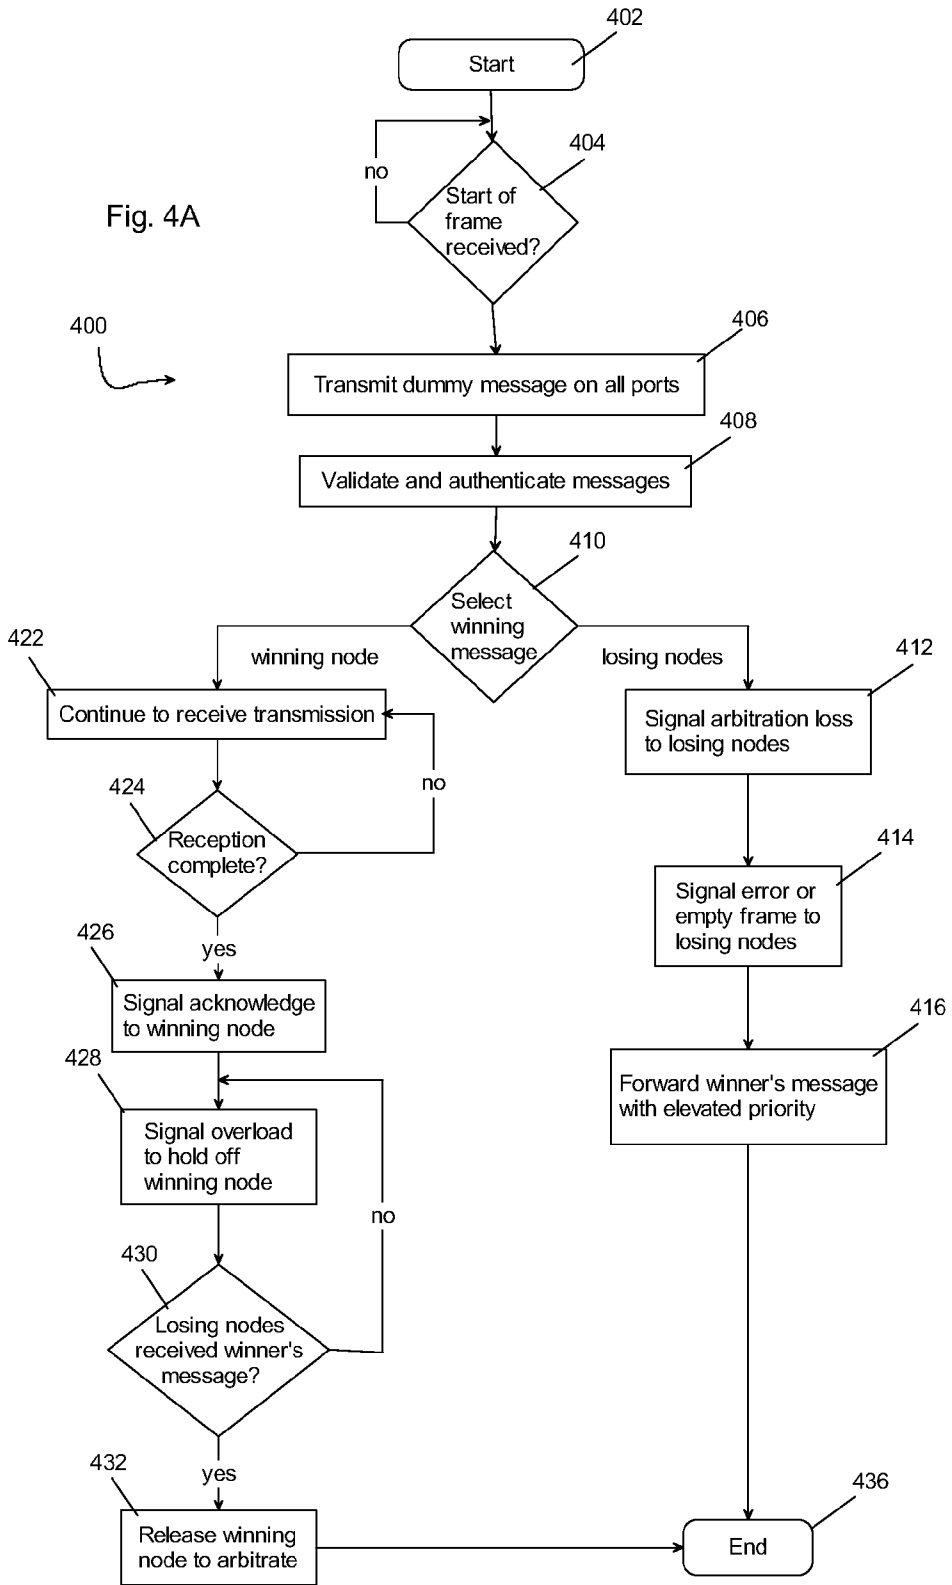 402
Start
404
no
Start of
frame
received?
Fig. 4A
400
406
Transmit dummy message on all ports
408
Validate and authenticate messages
410
Select
winning
message
422
winning node
losing nodes
412
Continue to receive transmission
Signal arbitration loss
to losing nodes
no
424
Reception
complete?
414
Signal error or
empty frame to
losing nodes
yes
426
Signal acknowledge
to winning node
416
Forward winner's message
with elevated priority
428
Signal overload
to hold off
winning node
no
430
Losing nodes
received winner's
message?
yes
432
Release winning
node to arbitrate
436
End